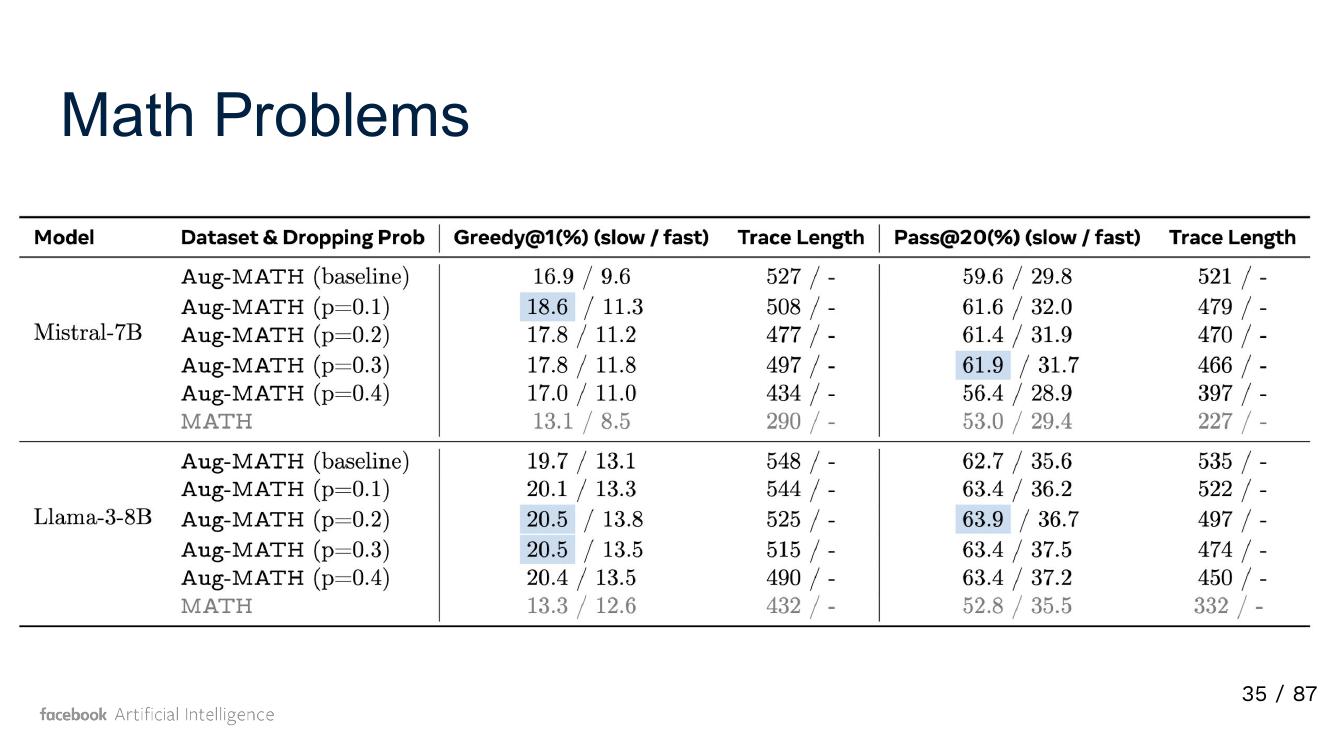 Math Problems
Model Dataset & Dropping Prob Greedy@1(%) (slow / fast) Trace Length Pass@20(%) (slow / fast) Trace Length
Aug-MATH (baseline) 16.9 / 9.6 527 / - 59.6 / 29.8 521 / -
Aug-MATH (p=0.1) 18.6 / 11.3 508 / - 61.6 / 32.0 479 / -
Mistral-7B Aug-MATH (p=0.2) 17.8 / 11.2 477 / - 61.4 / 31.9 470 / -
Aug-MATH (p=0.3) 17.8 / 11.8 497 / - 61.9 / 31.7 466 / -
Aug-MATH (p=0.4) 17.0 / 11.0 434 / - 56.4 / 28.9 397 / -
MATH 13.1 / 8.5 290 / - 53.0 / 29.4 227 / -
Aug-MATH (baseline) 19.7 / 13.1 548 / - 62.7 / 35.6 535 / -
Aug-MATH (p=0.1) 20.1 / 13.3 544 / - 63.4 / 36.2 522 / -
Llama-3-8B Aug-MATH (p=0.2) 20.5 / 13.8 525 / - 63.9 / 36.7 497 / -
Aug-MATH (p=0.3) 20.5 / 13.5 515 / - 63.4 / 37.5 474 / -
Aug-MATH (p=0.4) 20.4 / 13.5 490 / - 63.4 / 37.2 450 / -
MATH 13.3 / 12.6 432 / - 52.8 / 35.5 332 / -
35 / 87
facebook Artificial Intelligence